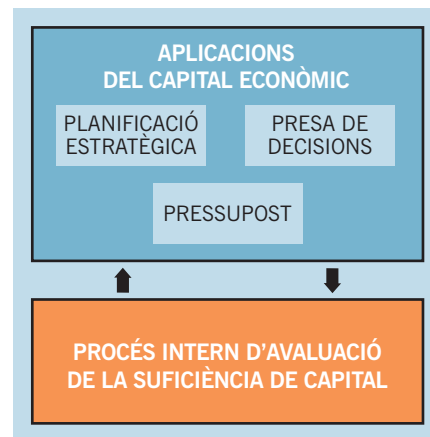 APLICACIONS
DEL CAPITAL ECONÒMIC
PLANIFICACIÓ
ESTRATÈGICA
PRESA DE
DECISIONS
PRESSUPOST
PROCÉS INTERN D'AVALUACIÓ
DE LA SUFICIÈNCIA DE CAPITAL